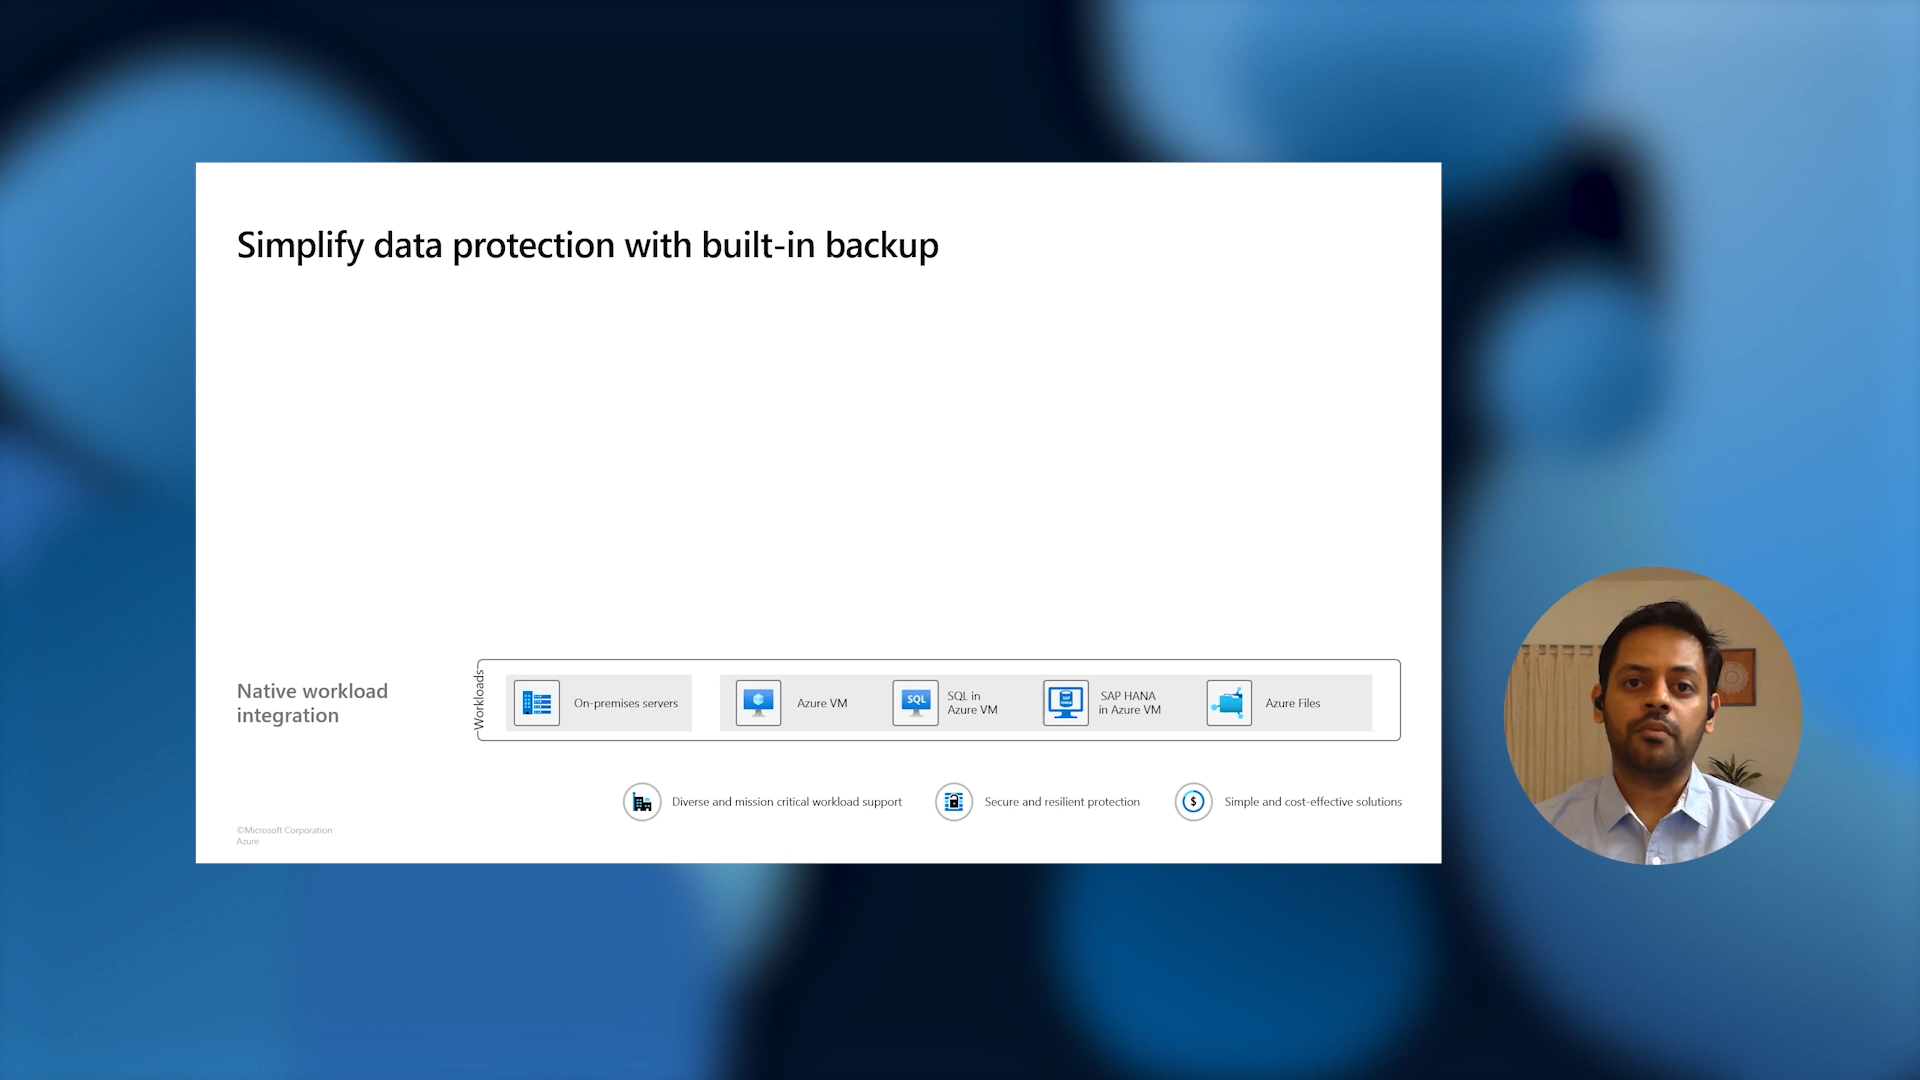 Simplify data protection with built-in backup
Native workload
integration
Workloads
On-premises servers
Azure VM
SQL
SQL in
Azure VM
SAP HANA
in Azure VM
Azure Files
Diverse and mission critical workload support
$
Secure and resilient protection
Simple and cost-effective solutions
©Microsoft Corporation
Azure